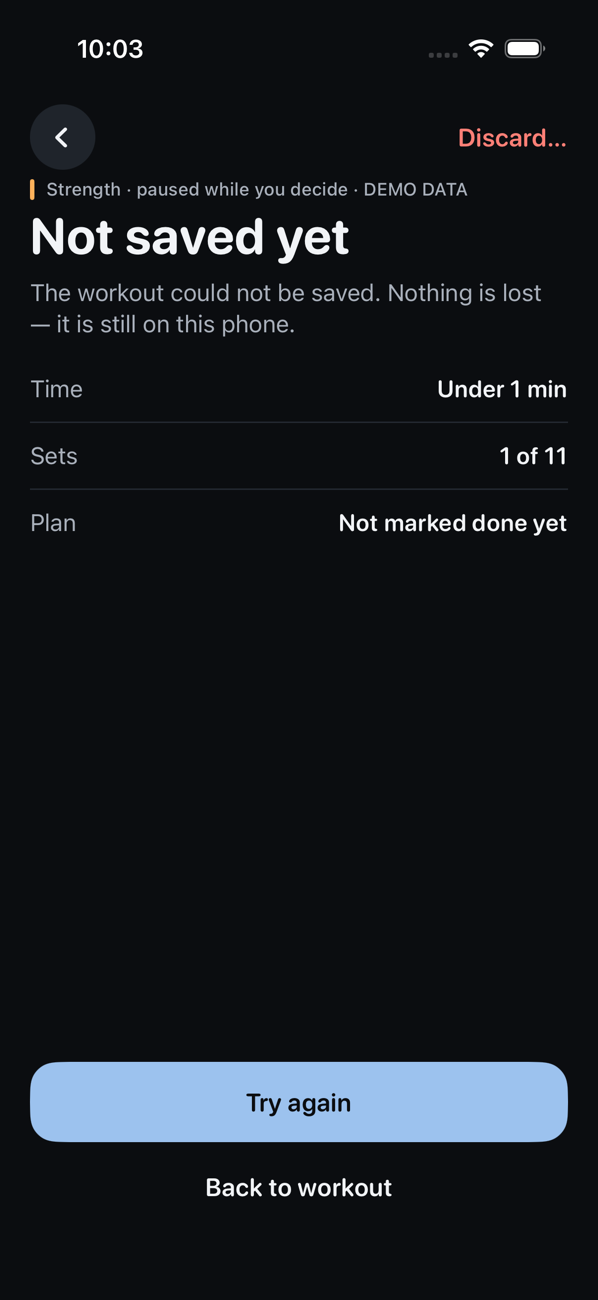 10:03
Discard...
Strength · paused while you decide · DEMO DATA
Not saved yet
The workout could not be saved. Nothing is lost
— it is still on this phone.
Time Under 1 min
Sets 1 of 11
Plan Not marked done yet
Try again
Back to workout